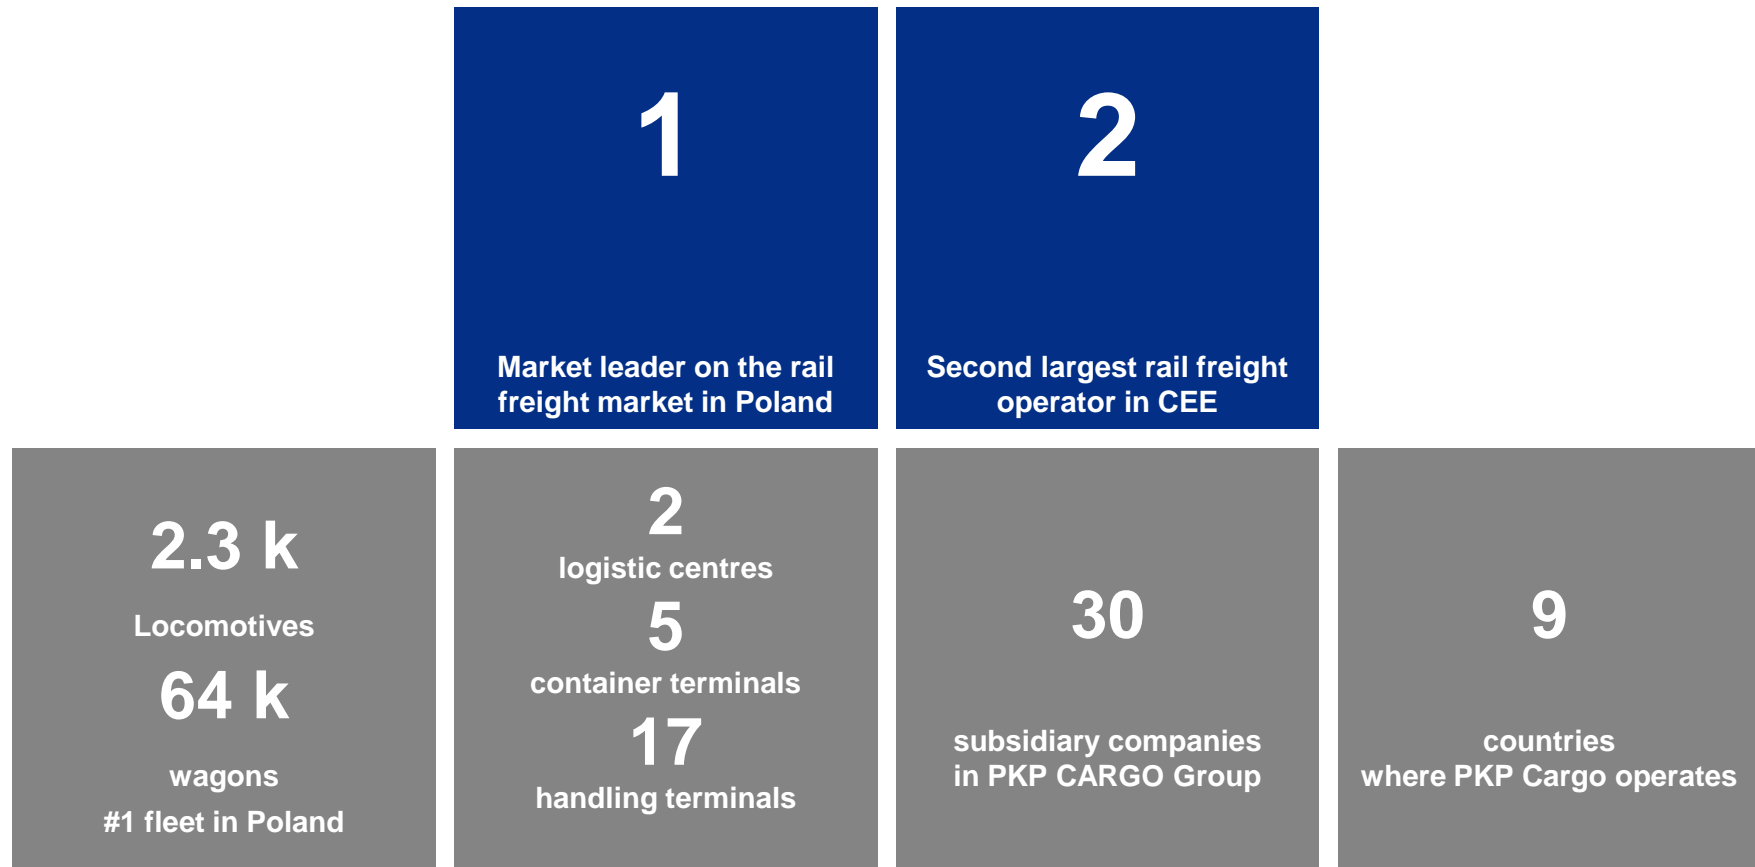 1
Market leader on the rail
freight market in Poland
2
Second largest rail freight
operator in CEE
2.3 k
Locomotives
64 k
wagons
#1 fleet in Poland
2
logistic centres
5
container terminals
17
handling terminals
30
subsidiary companies
in PKP CARGO Group
9
countries
where PKP Cargo operates